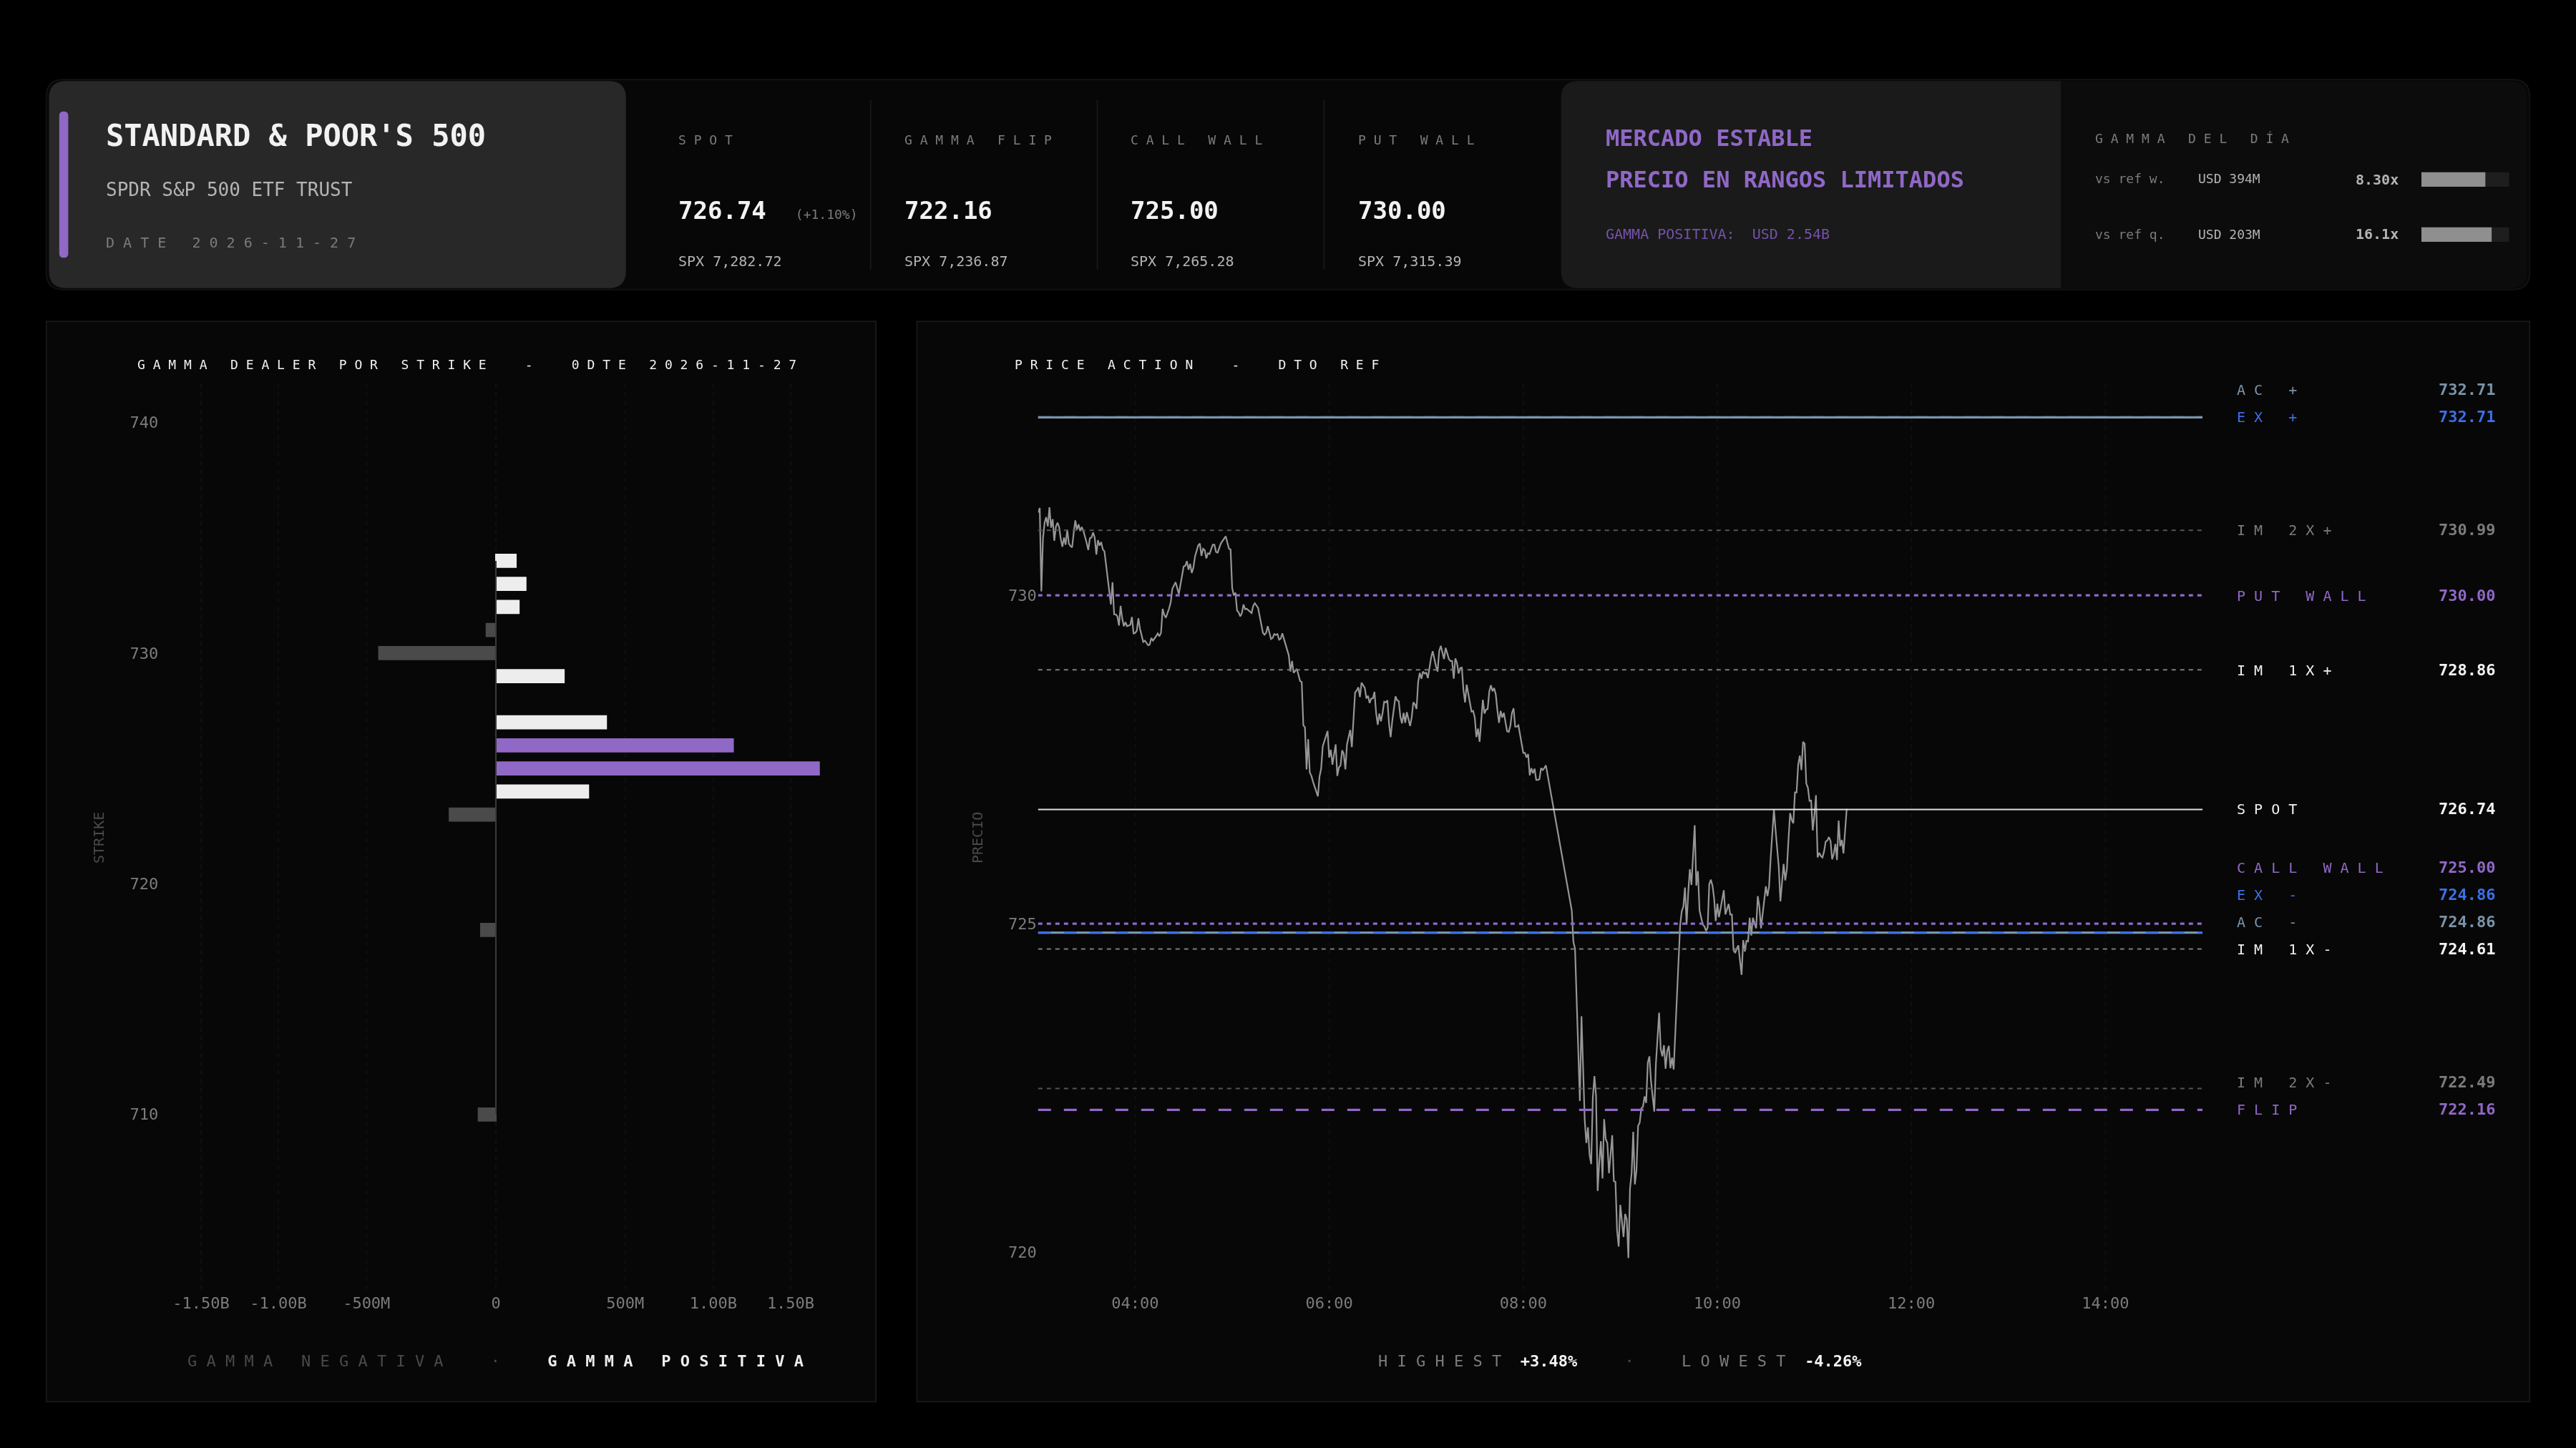 STANDARD & POOR'S 500
SPDR S&P 500 ETF TRUST
DATE 2026-11-27
SPOT
726.74 (+1.10%)
SPX 7,282.72
GAMMA FLIP
722.16
SPX 7,236.87
CALL WALL
725.00
SPX 7,265.28
PUT WALL
730.00
SPX 7,315.39
MERCADO ESTABLE
PRECIO EN RANGOS LIMITADOS
GAMMA POSITIVA: USD 2.54B
GAMMA DEL DÍA
vs ref w. USD 394M 8.30x
vs ref q. USD 203M 16.1x
GAMMA DEALER POR STRIKE - 0DTE 2026-11-27
740
730
720
710
STRIKE
-1.50B -1.00B -500M 0 500M 1.00B 1.50B
GAMMA NEGATIVA · GAMMA POSITIVA
PRICE ACTION - DTO REF
730
725
720
PRECIO
04:00 06:00 08:00 10:00 12:00 14:00
AC + 732.71
EX + 732.71
IM 2X+ 730.99
PUT WALL 730.00
IM 1X+ 728.86
SPOT 726.74
CALL WALL 725.00
EX - 724.86
AC - 724.86
IM 1X- 724.61
IM 2X- 722.49
FLIP 722.16
HIGHEST +3.48% · LOWEST -4.26%